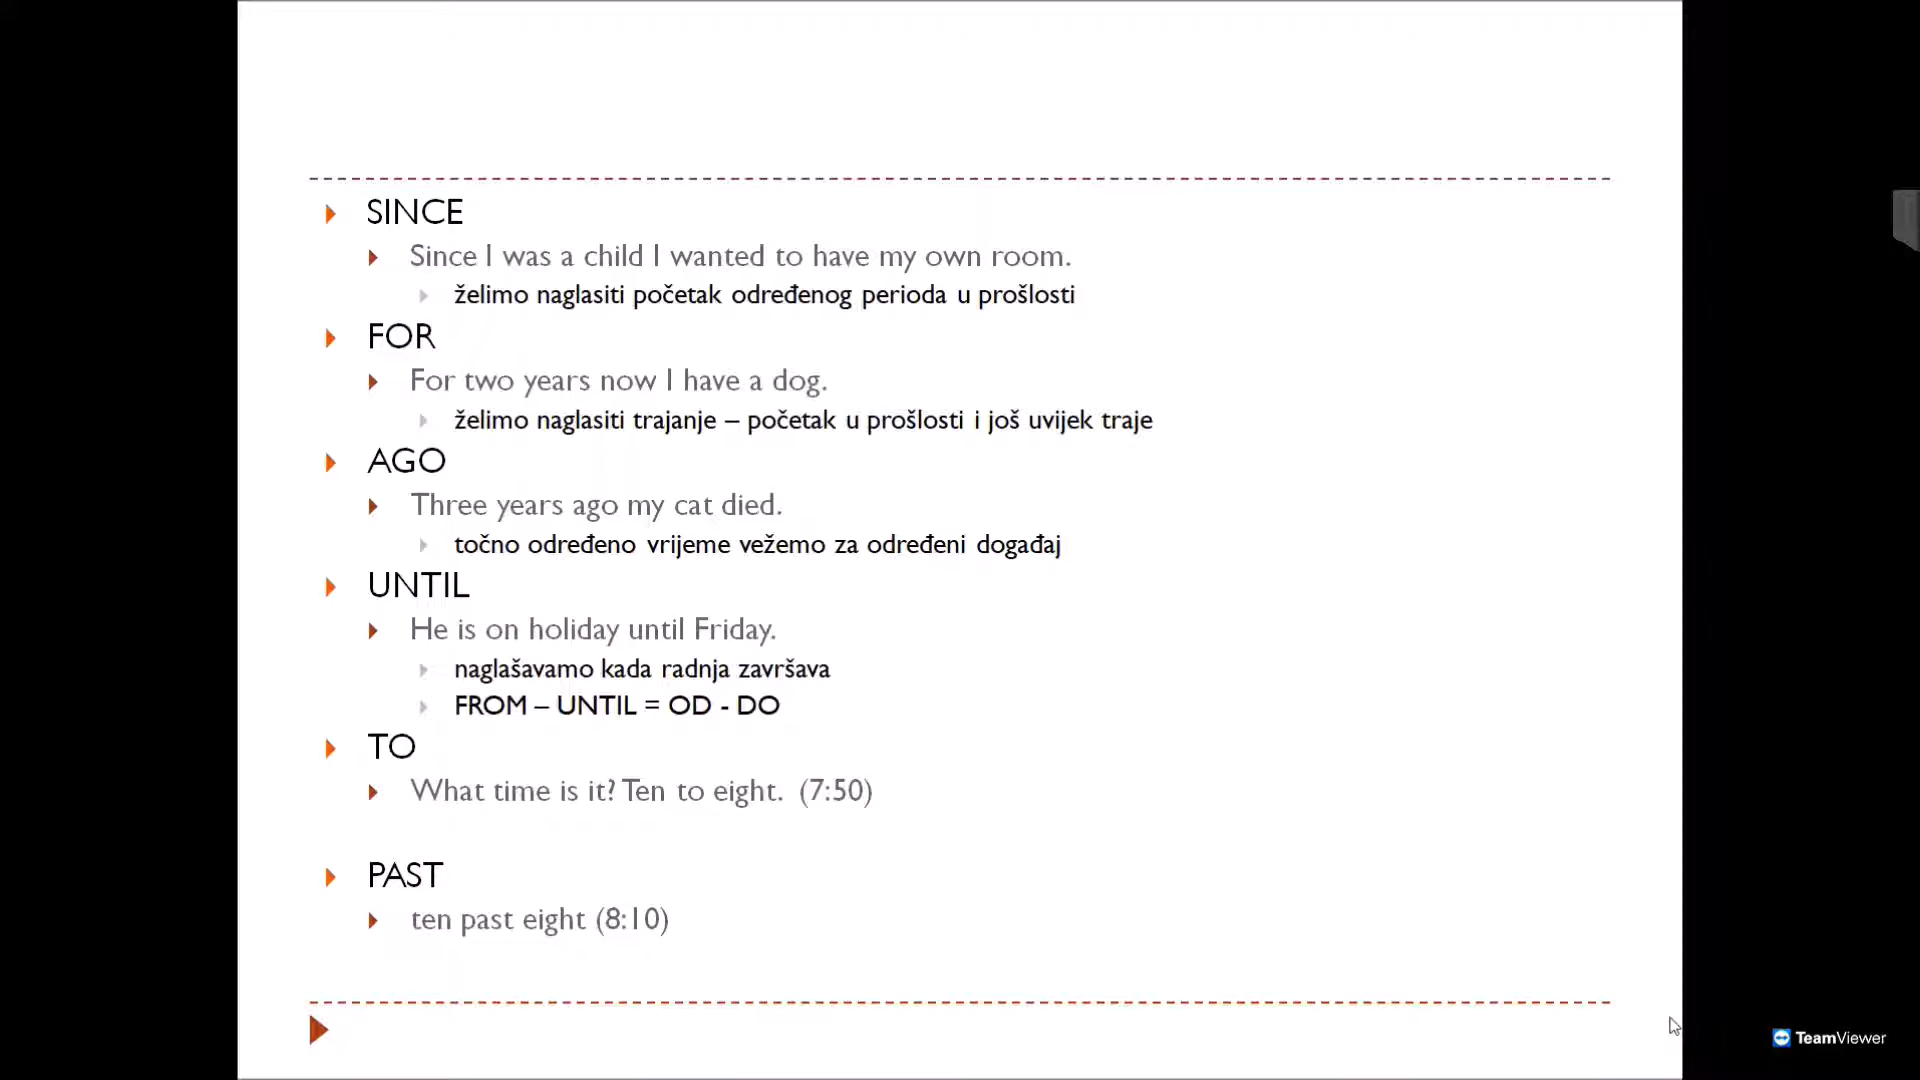 SINCE
Since I was a child I wanted to have my own room.
želimo naglasiti početak određenog perioda u prošlosti
FOR
For two years now I have a dog.
želimo naglasiti trajanje – početak u prošlosti i još uvijek traje
AGO
Three years ago my cat died.
točno određeno vrijeme vežemo za određeni događaj
UNTIL
He is on holiday until Friday.
naglašavamo kada radnja završava
FROM – UNTIL = OD - DO
TO
What time is it? Ten to eight. (7:50)
PAST
ten past eight (8:10)
TeamViewer